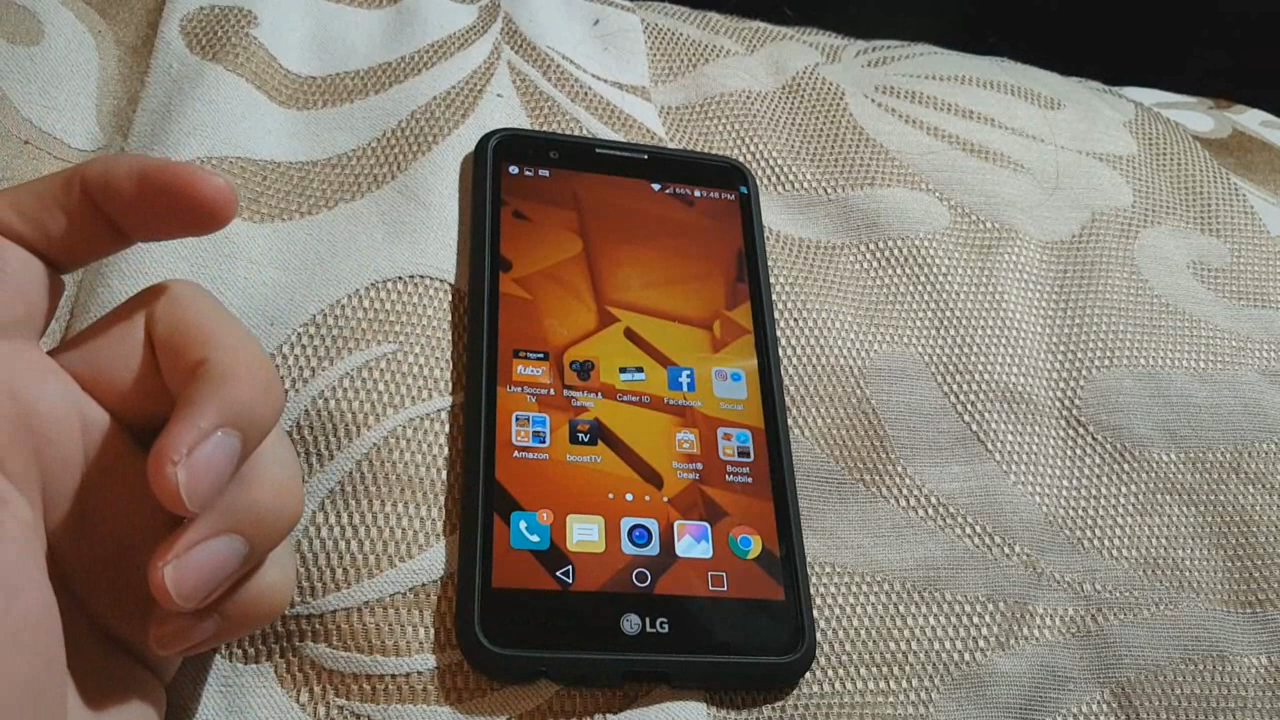 66% 9:48 PM
boost
fubo
Live Soccer &
TV
Boost Fun &
Games
Caller ID
Facebook
Social
Amazon
TV
boostTV
Boost®
Dealz
Boost
Mobile
1
LG